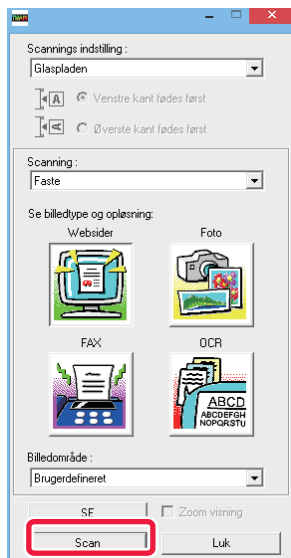 Scannings indstilling :
Glaspladen
A
Venstre kant fødes først
A
Øverste kant fødes først
Scanning :
Faste
Se billedtype og opløsning:
Websider
Foto
FAX
OCR
ABCD
ABCDEFGH
NOPQRSTU
Billedområde :
Brugerdefineret
SE
Zoom visning
Scan
Luk